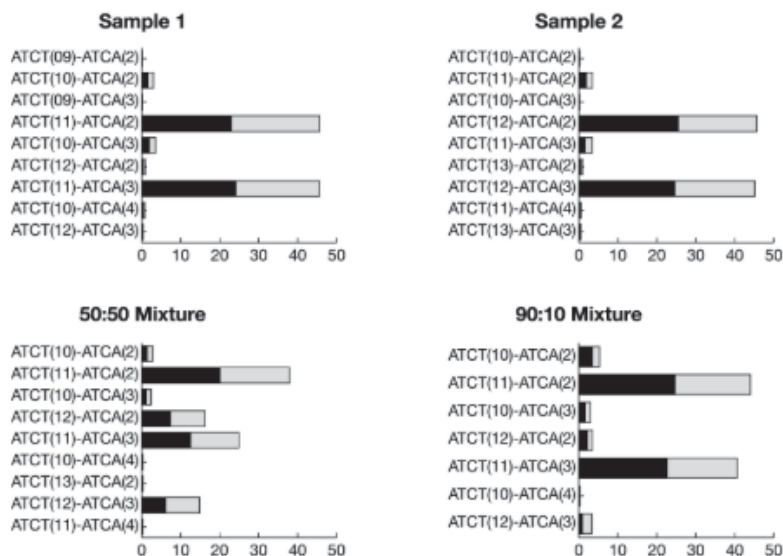 Sample 1
ATCT(09)-ATCA(2)
ATCT(10)-ATCA(2)
ATCT(09)-ATCA(3)
ATCT(11)-ATCA(2)
ATCT(10)-ATCA(3)
ATCT(12)-ATCA(2)
ATCT(11)-ATCA(3)
ATCT(10)-ATCA(4)
ATCT(12)-ATCA(3)
0 10 20 30 40 50
Sample 2
ATCT(10)-ATCA(2)
ATCT(11)-ATCA(2)
ATCT(10)-ATCA(3)
ATCT(12)-ATCA(2)
ATCT(11)-ATCA(3)
ATCT(13)-ATCA(2)
ATCT(12)-ATCA(3)
ATCT(11)-ATCA(4)
ATCT(13)-ATCA(3)
0 10 20 30 40 50
50:50 Mixture
ATCT(10)-ATCA(2)
ATCT(11)-ATCA(2)
ATCT(10)-ATCA(3)
ATCT(12)-ATCA(2)
ATCT(11)-ATCA(3)
ATCT(10)-ATCA(4)
ATCT(13)-ATCA(2)
ATCT(12)-ATCA(3)
ATCT(11)-ATCA(4)
0 10 20 30 40 50
90:10 Mixture
ATCT(10)-ATCA(2)
ATCT(11)-ATCA(2)
ATCT(10)-ATCA(3)
ATCT(12)-ATCA(2)
ATCT(11)-ATCA(3)
ATCT(10)-ATCA(4)
ATCT(12)-ATCA(3)
0 10 20 30 40 50